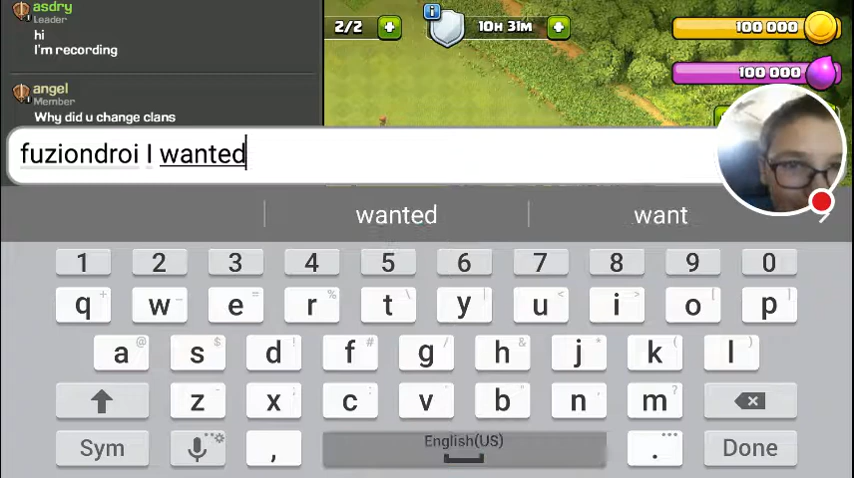 asdry
Leader
hi
I'm recording
angel
Member
Why did u change clans
2/2 +
i 10h 31m +
100 000
100 000
fuziondroi I wanted
wanted want
1 2 3 4 5 6 7 8 9 0
q + w - e = r % t \ y | u < i > o [ p ]
a @ s $ d ! f # g / h & j * k ( l )
z - x : c ; v , b n m ?
Sym , English(US) . Done